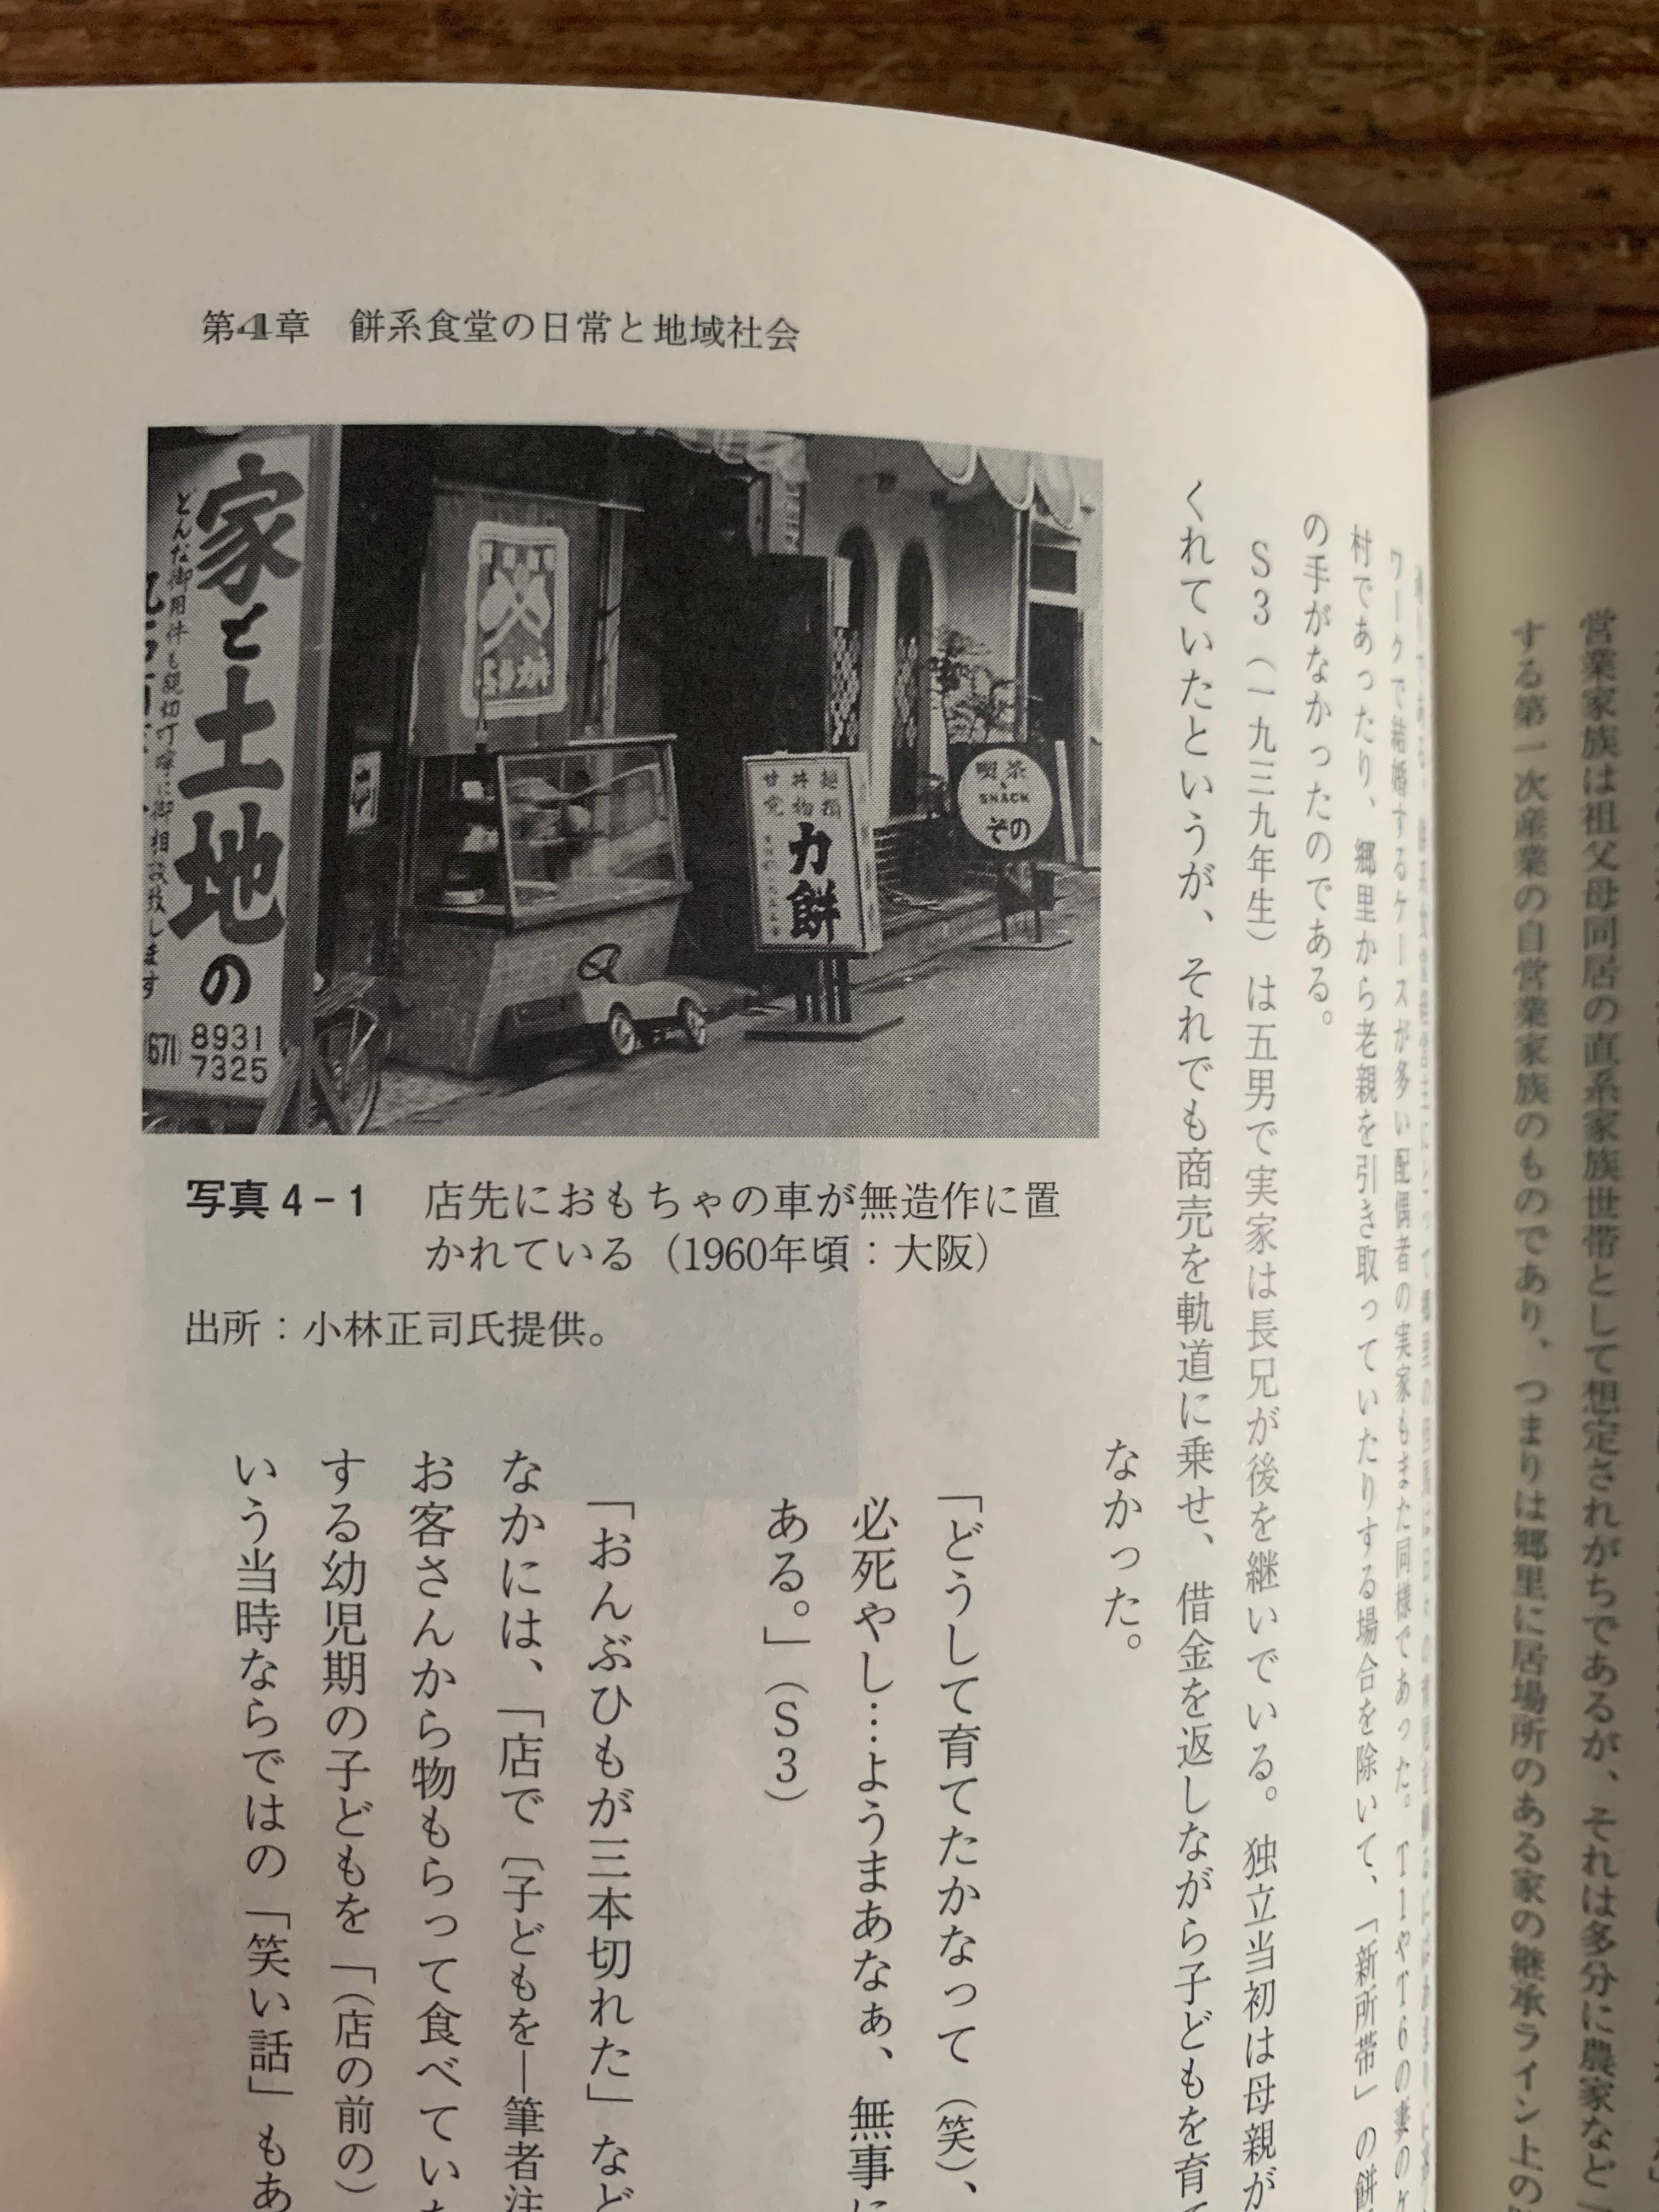 第4章　餅系食堂の日常と地域社会
営業家族は祖父母同居の直系家族世帯として想定されがちであるが、それは多分に農家など
する第一次産業の自営業家族のものであり、つまりは郷里に居場所のある家の継承ライン上の
ワークで結婚するケースが多い配偶者の実家もまた同様であった。T1やT6の妻の
村であったり、郷里から老親を引き取っていたりする場合を除いて、「新所帯」の餅
の手がなかったのである。
S3（一九三九年生）は五男で実家は長兄が後を継いでいる。独立当初は母親が
くれていたというが、それでも商売を軌道に乗せ、借金を返しながら子どもを育て
なかった。
「どうして育てたかなって（笑）、
必死やし…ようまあなぁ、無事に
ある。」（S3）
「おんぶひもが三本切れた」など
なかには、「店で〔子どもを―筆者注
お客さんから物もらって食べていた
する幼児期の子どもを「（店の前の）
いう当時ならではの「笑い話」もあ
家と土地の
どんな御用件も親切丁寧に御相談致します
(671) 8931
7325
麺類
丼物
甘党
力餅
喫茶
&
SNACK
その
写真4-1　店先におもちゃの車が無造作に置
かれている（1960年頃：大阪）
出所：小林正司氏提供。